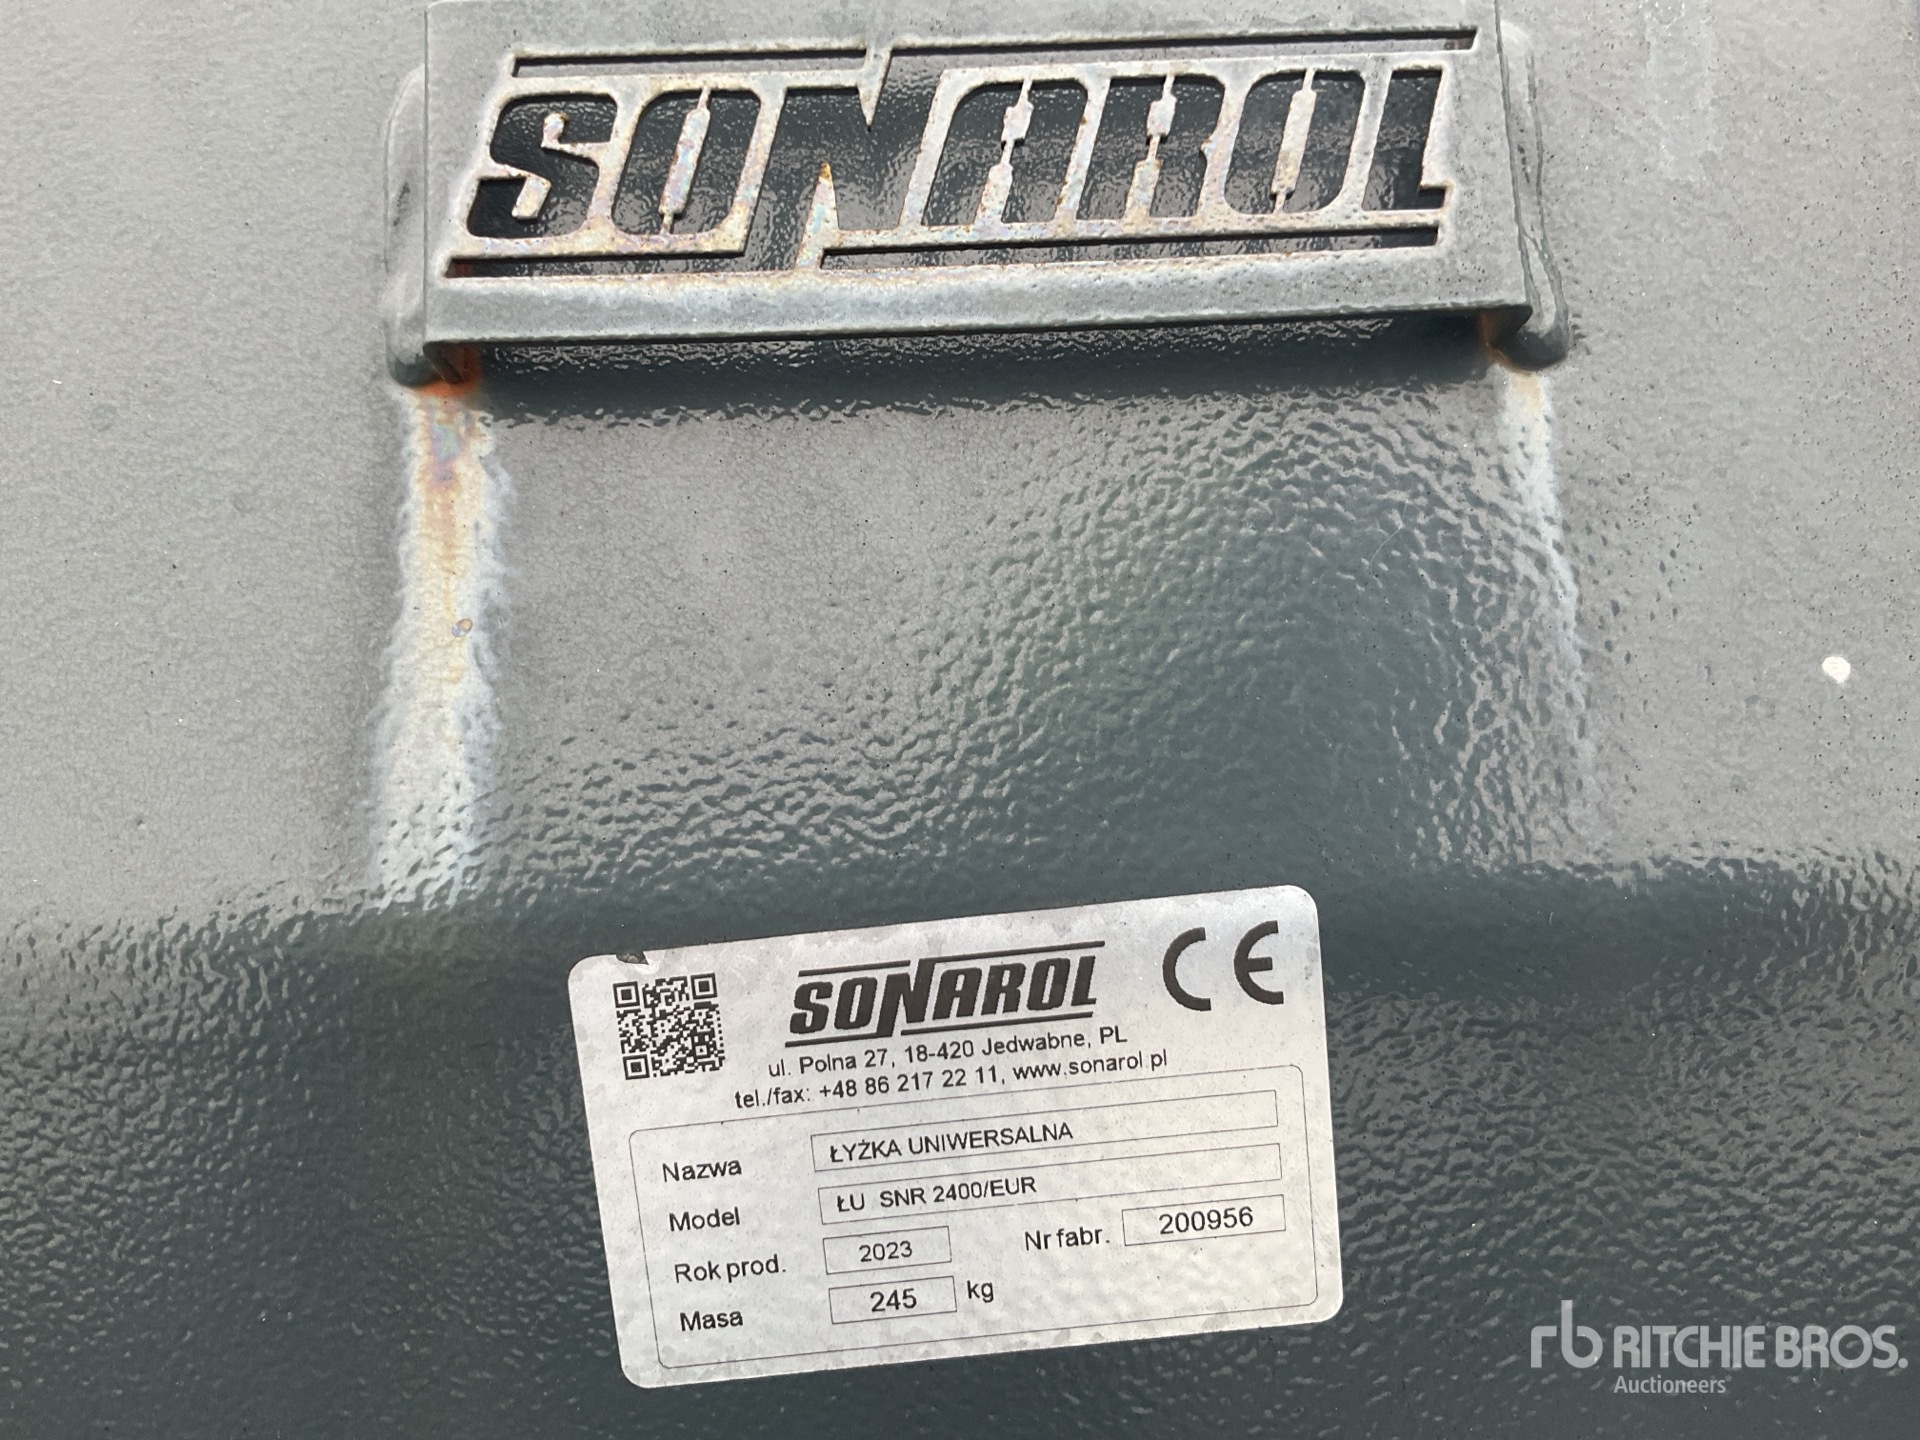 SONAROL
SONAROL
CE
ul. Polna 27, 18-420 Jedwabne, PL
tel./fax: +48 86 217 22 11, www.sonarol.pl
Nazwa ŁYŻKA UNIWERSALNA
Model ŁU SNR 2400/EUR
Rok prod. 2023 Nr fabr. 200956
Masa 245 kg
rb RITCHIE BROS.
Auctioneers